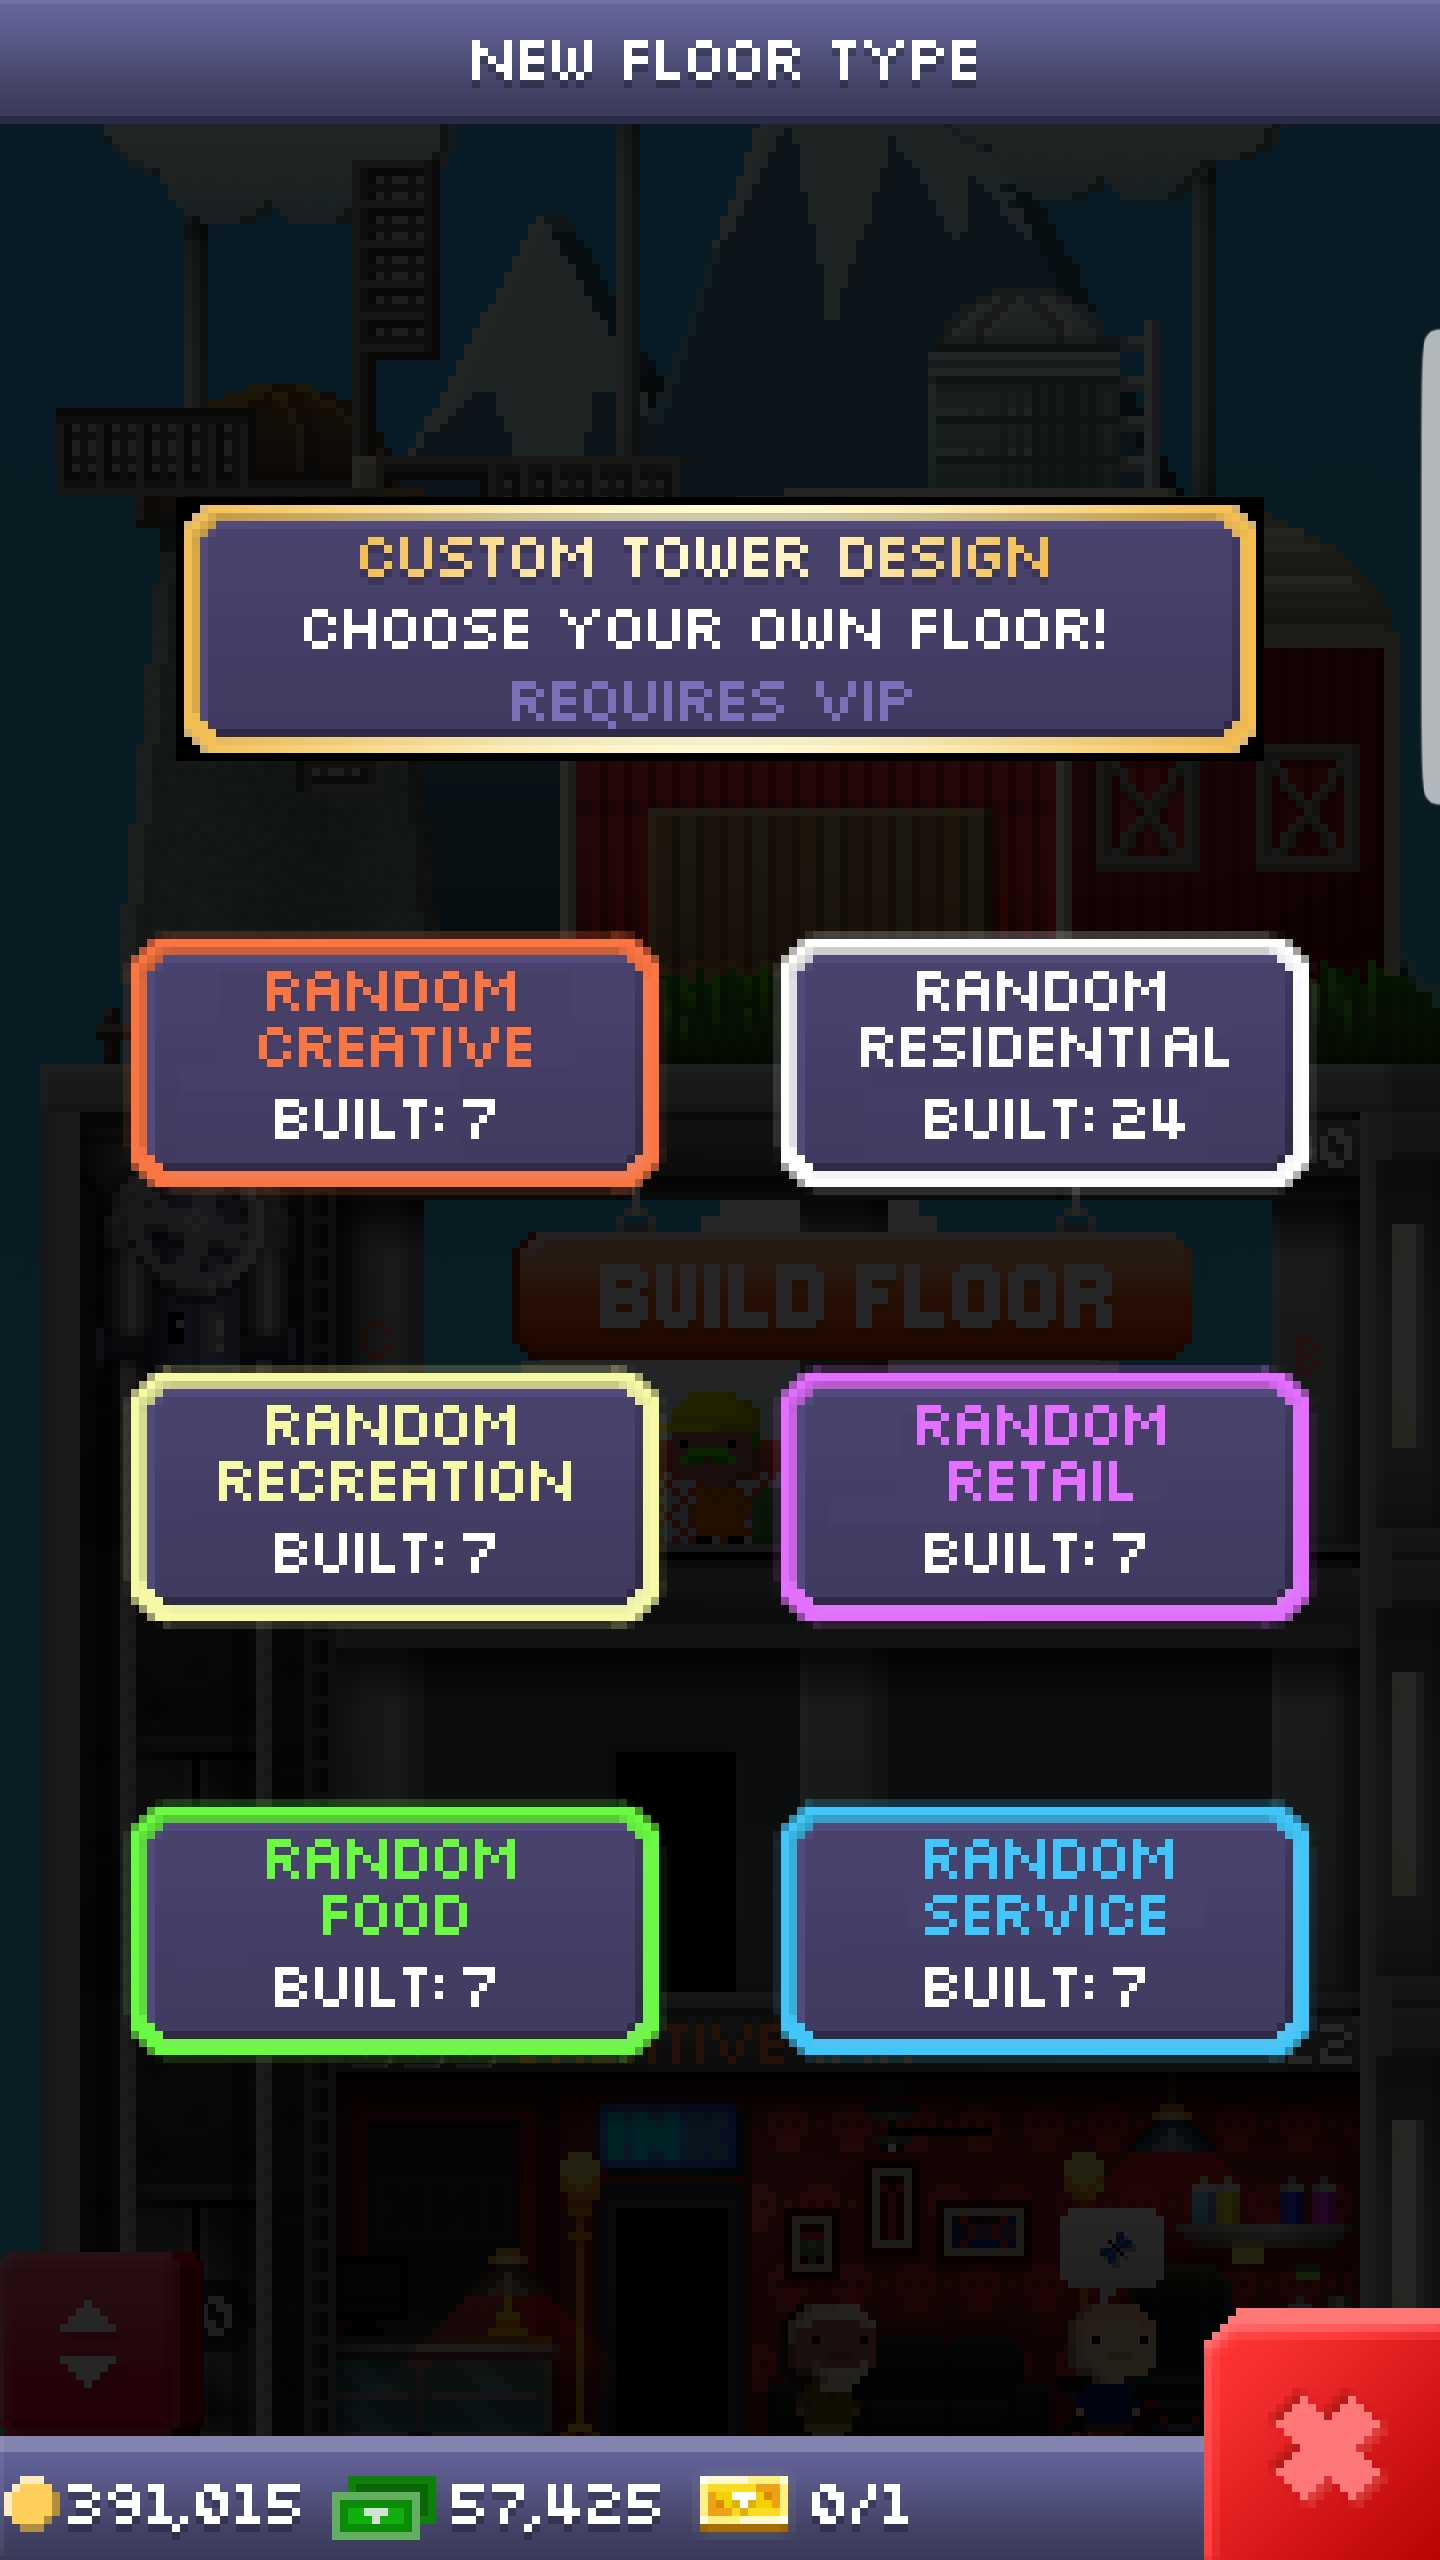 NEW FLOOR TYPE
CUSTOM TOWER DESIGN
CHOOSE YOUR OWN FLOOR!
REQUIRES VIP
RANDOM
CREATIVE
BUILT: 7
RANDOM
RESIDENTIAL
BUILT: 24
BUILD FLOOR
RANDOM
RECREATION
BUILT: 7
RANDOM
RETAIL
BUILT: 7
RANDOM
FOOD
BUILT: 7
RANDOM
SERVICE
BUILT: 7
INK
391,015
57,425
0/1